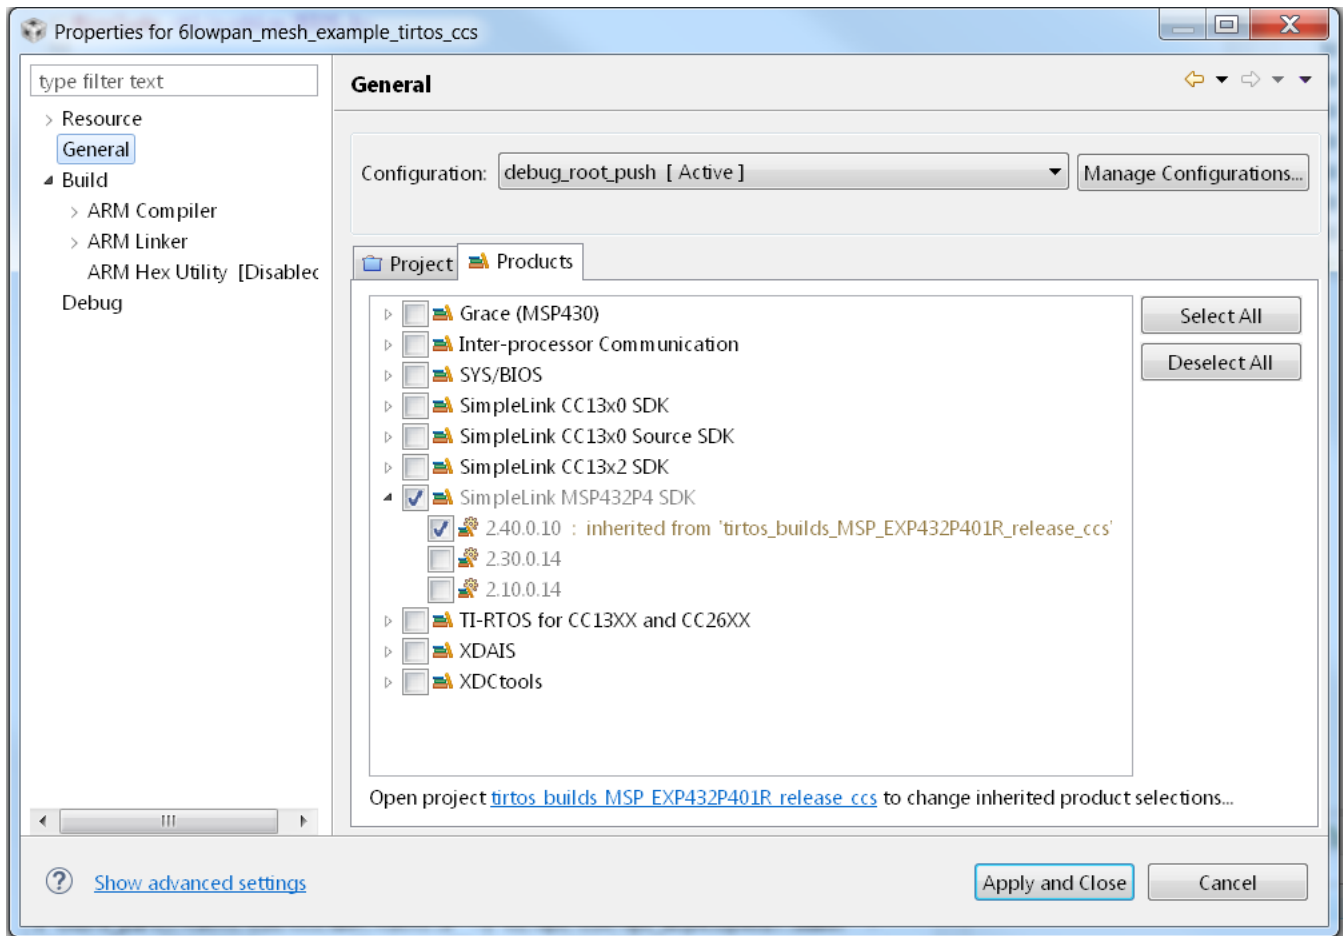 Properties for 6lowpan_mesh_example_tirtos_ccs
type filter text
General
Resource
General
Build
ARM Compiler
ARM Linker
ARM Hex Utility [Disablec
Debug
Configuration: debug_root_push [ Active ] Manage Configurations...
Project Products
Grace (MSP430)
Inter-processor Communication
SYS/BIOS
SimpleLink CC13x0 SDK
SimpleLink CC13x0 Source SDK
SimpleLink CC13x2 SDK
SimpleLink MSP432P4 SDK
2.40.0.10 : inherited from 'tirtos_builds_MSP_EXP432P401R_release_ccs'
2.30.0.14
2.10.0.14
TI-RTOS for CC13XX and CC26XX
XDAIS
XDCtools
Select All
Deselect All
Open project tirtos_builds_MSP_EXP432P401R_release_ccs to change inherited product selections...
Show advanced settings
Apply and Close Cancel